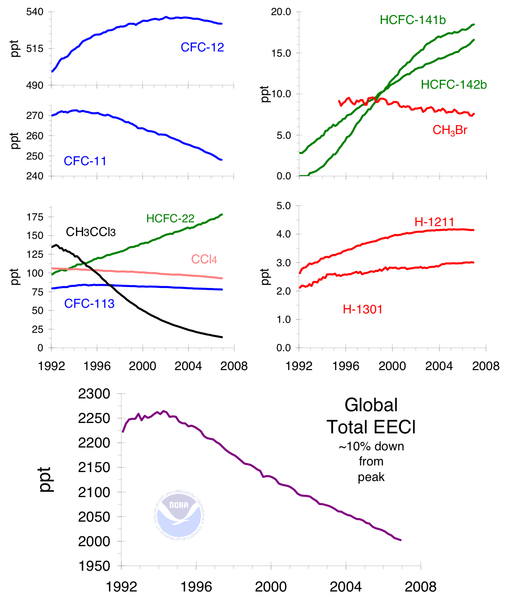 540
515
490
ppt
CFC-12
270
260
250
240
ppt
CFC-11
20.0
15.0
10.0
5.0
0.0
ppt
HCFC-141b
HCFC-142b
CH3Br
175
150
125
100
75
50
25
0
ppt
CH3CCl3
HCFC-22
CCl4
CFC-113
1992 1996 2000 2004 2008
5.0
4.0
3.0
2.0
1.0
0.0
ppt
H-1211
H-1301
1992 1996 2000 2004 2008
2300
2250
2200
2150
2100
2050
2000
1950
ppt
Global
Total EECl
~10% down
from
peak
NOAA
1992 1996 2000 2004 2008